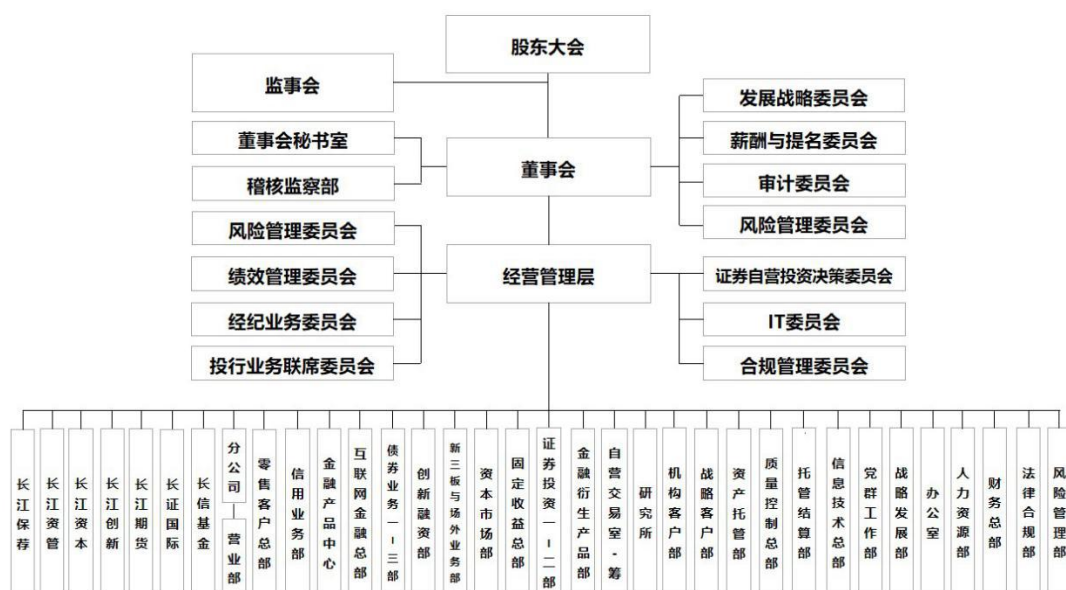 股东大会
监事会
发展战略委员会
董事会秘书室
薪酬与提名委员会
董事会
稽核监察部
审计委员会
风险管理委员会
风险管理委员会
绩效管理委员会
经营管理层
证券自营投资决策委员会
经纪业务委员会
IT委员会
投行业务联席委员会
合规管理委员会
长江保荐
长江资管
长江资本
长江创新
长江期货
长证国际
长信基金
分公司
营业部
零售客户总部
信用业务部
金融产品中心
互联网金融总部
债券业务一-三部
创新融资部
新三板与场外业务部
资本市场部
固定收益总部
证券投资一-二部
金融衍生产品部
自营交易室-筹
研究所
机构客户部
战略客户部
资产托管部
质量控制总部
托管结算部
信息技术总部
党群工作部
战略发展部
办公室
人力资源部
财务总部
法律合规部
风险管理部